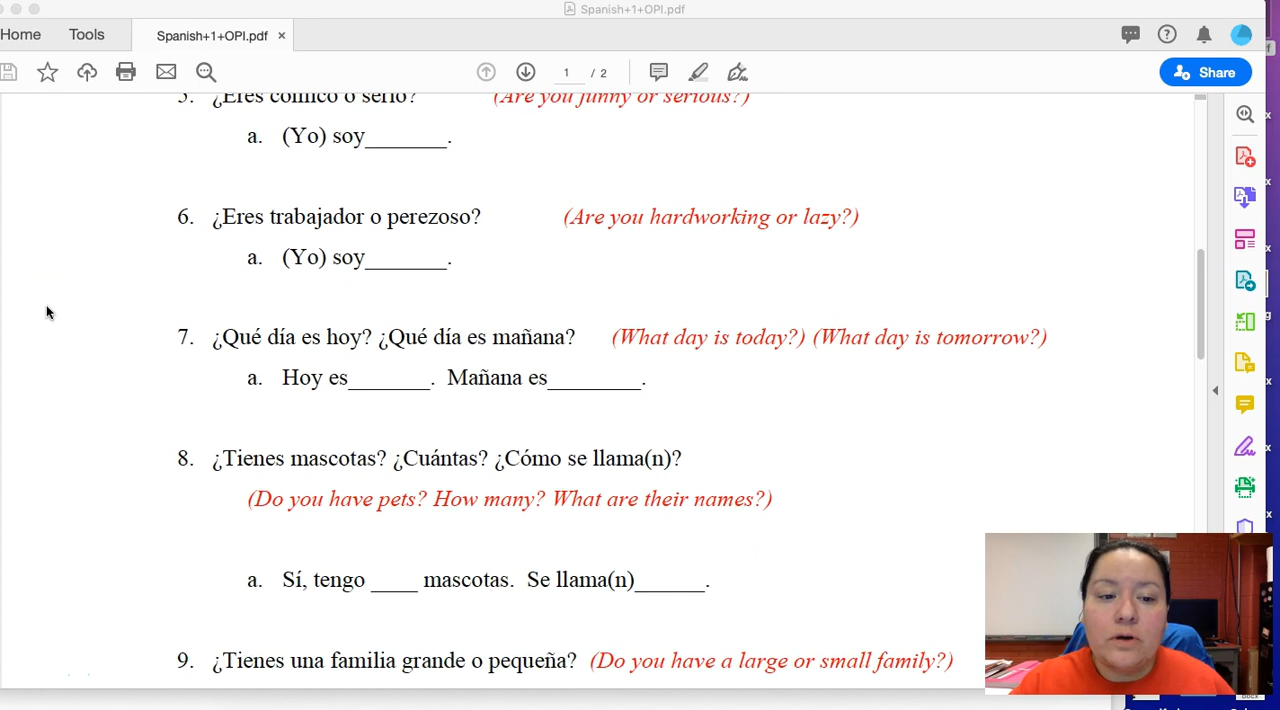 Spanish+1+OPI.pdf
Home Tools Spanish+1+OPI.pdf ×
1 / 2 Share
5. ¿Eres cómico o serio? (Are you funny or serious?)
a. (Yo) soy_______.
6. ¿Eres trabajador o perezoso? (Are you hardworking or lazy?)
a. (Yo) soy_______.
7. ¿Qué día es hoy? ¿Qué día es mañana? (What day is today?) (What day is tomorrow?)
a. Hoy es_______. Mañana es________.
8. ¿Tienes mascotas? ¿Cuántas? ¿Cómo se llama(n)?
(Do you have pets? How many? What are their names?)
a. Sí, tengo ____ mascotas. Se llama(n)______.
9. ¿Tienes una familia grande o pequeña? (Do you have a large or small family?)